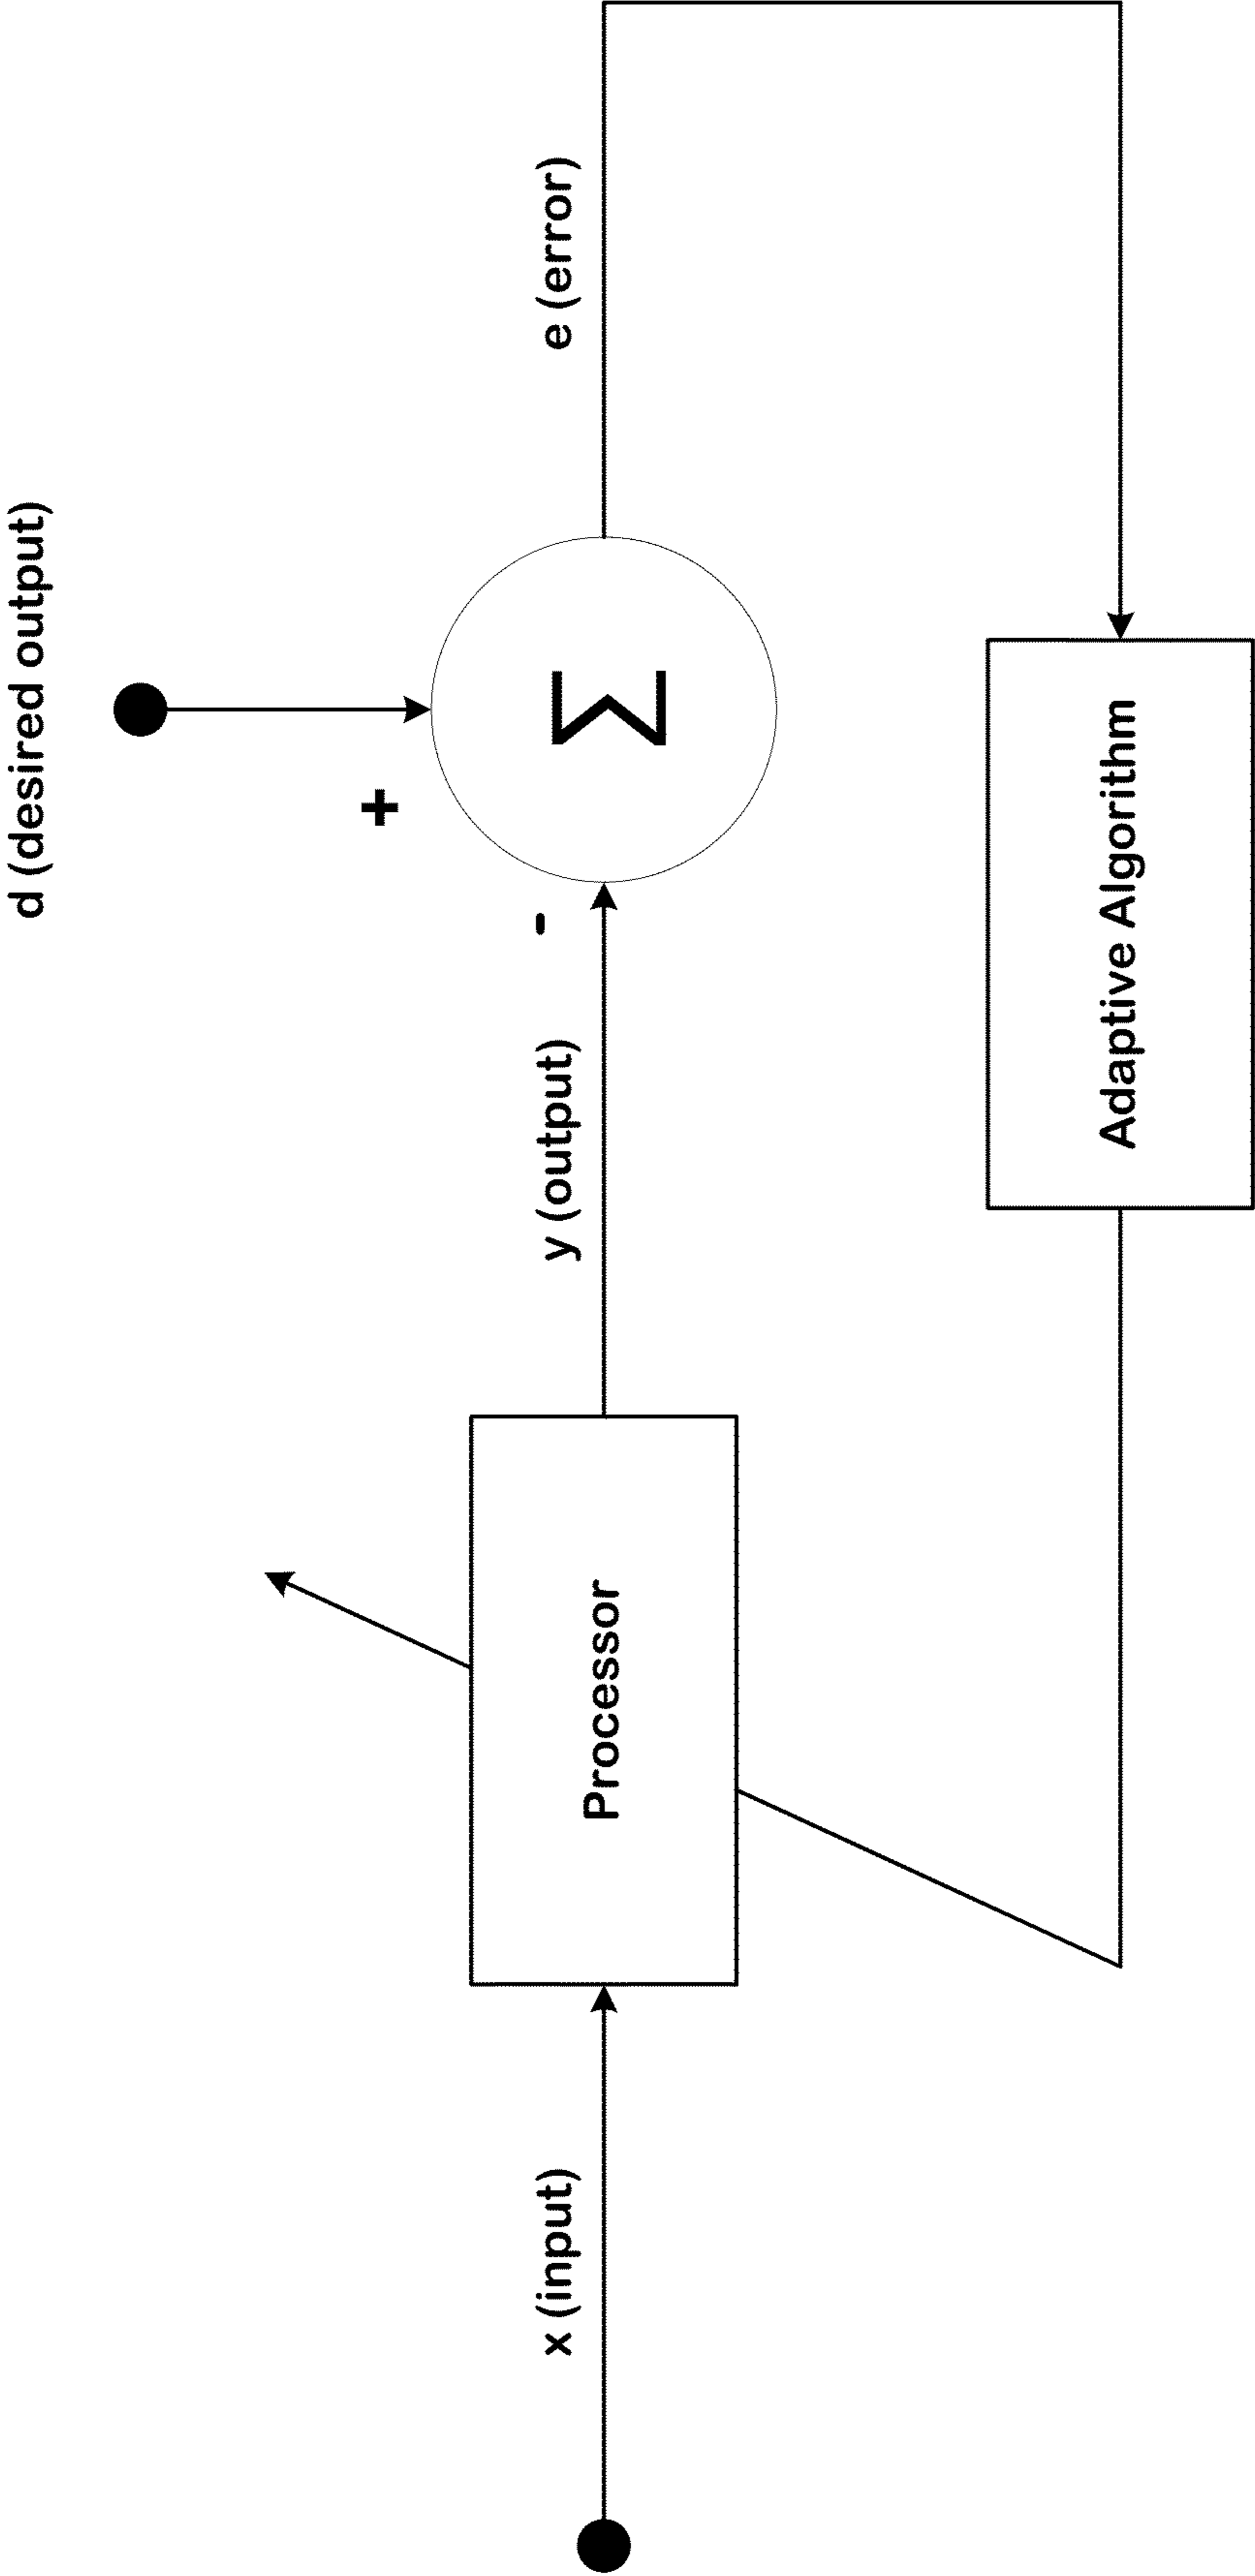 d (desired output)
+
x (input)
Processor
y (output)
-
Σ
e (error)
Adaptive Algorithm